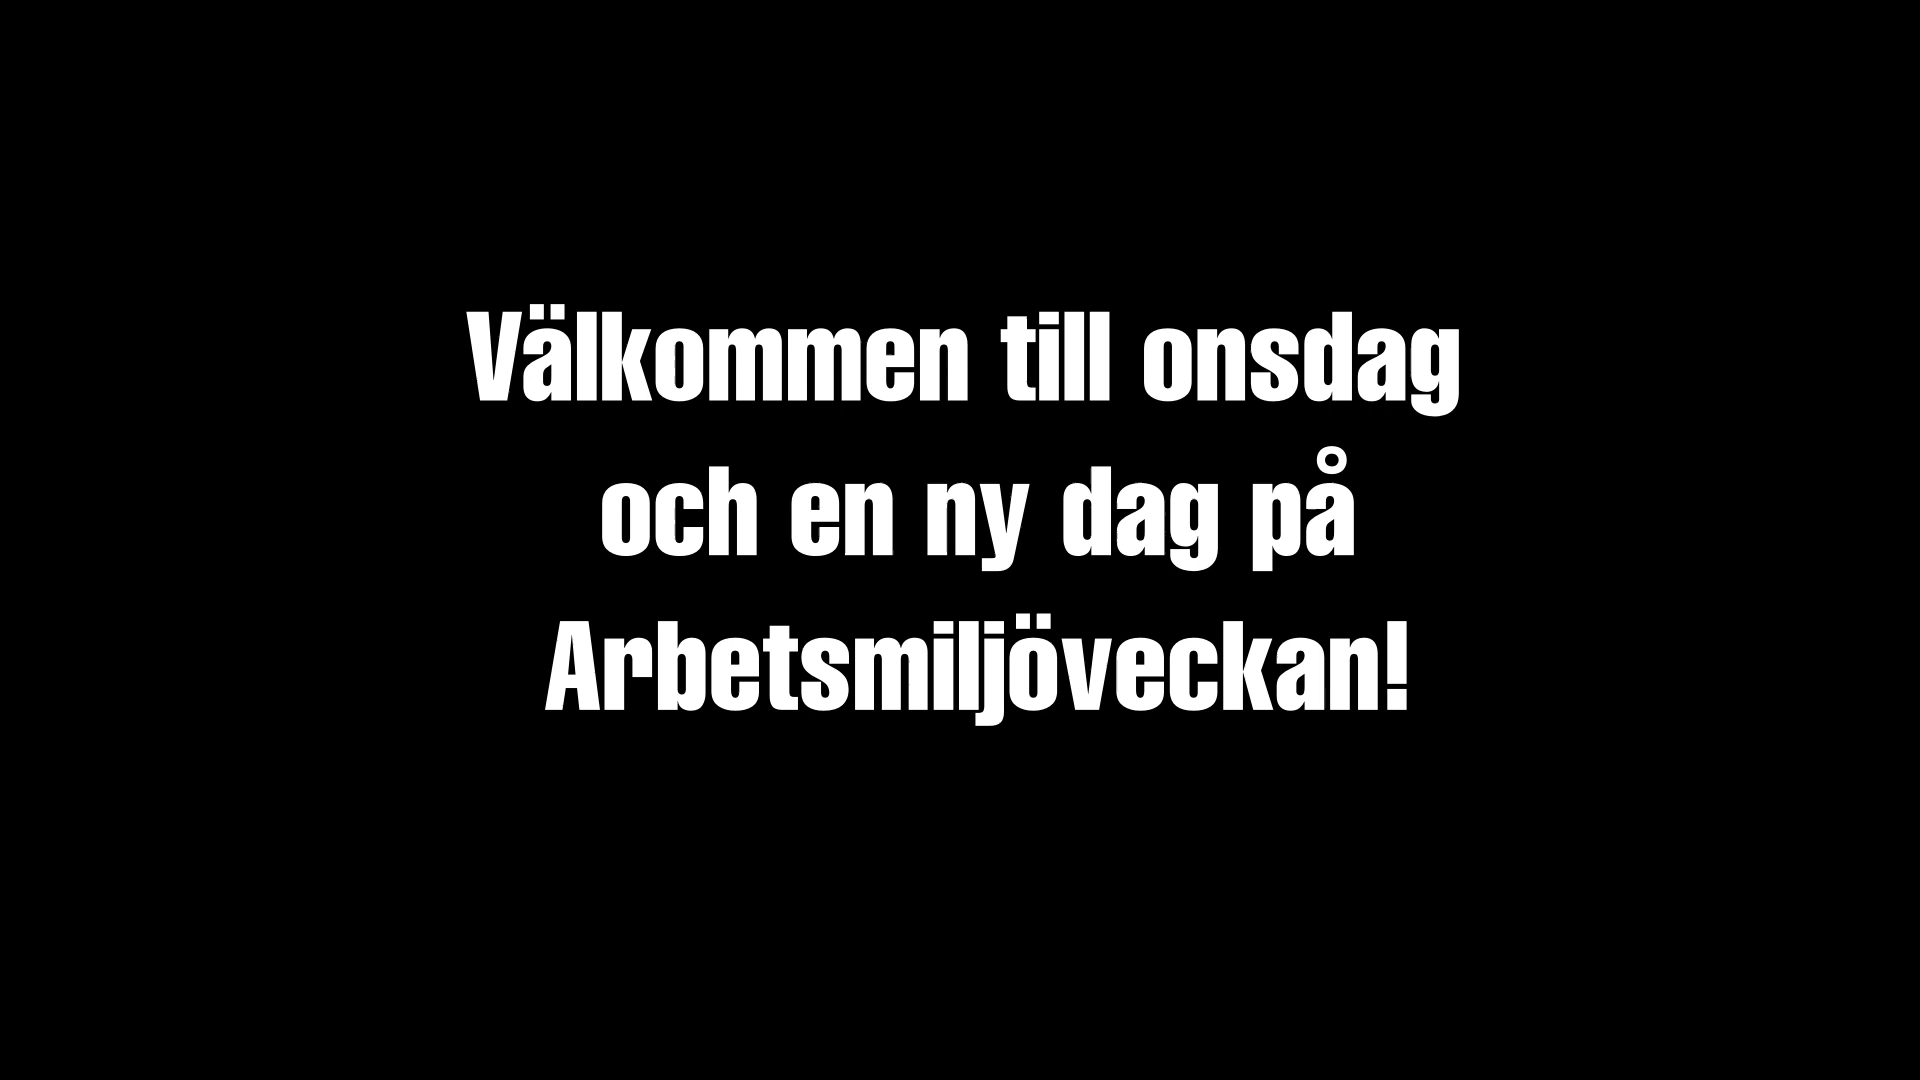 Välkommen till onsdag
och en ny dag på
Arbetsmiljöveckan!